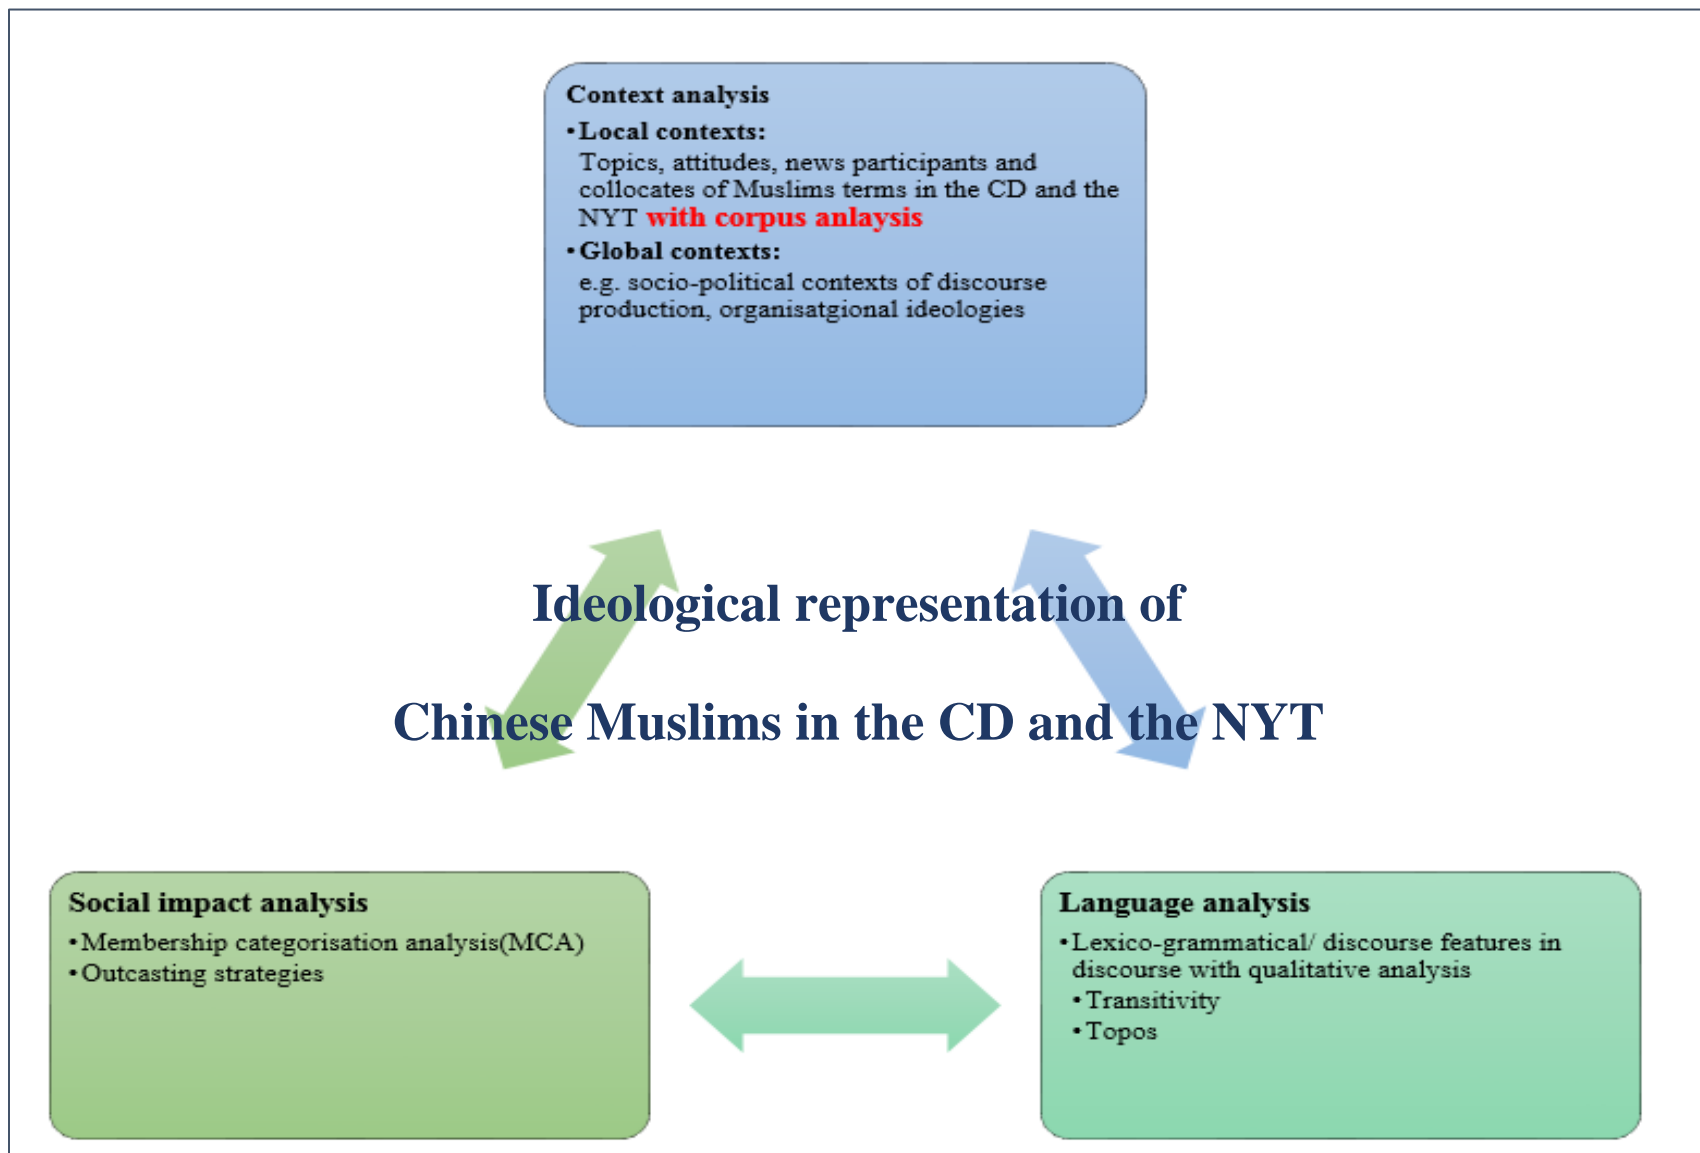 Context analysis
•Local contexts:
Topics, attitudes, news participants and
collocates of Muslims terms in the CD and the
NYT with corpus anlaysis
•Global contexts:
e.g. socio-political contexts of discourse
production, organisatgional ideologies
Ideological representation of
Chinese Muslims in the CD and the NYT
Social impact analysis
•Membership categorisation analysis(MCA)
•Outcasting strategies
Language analysis
•Lexico-grammatical/ discourse features in
discourse with qualitative analysis
•Transitivity
•Topos